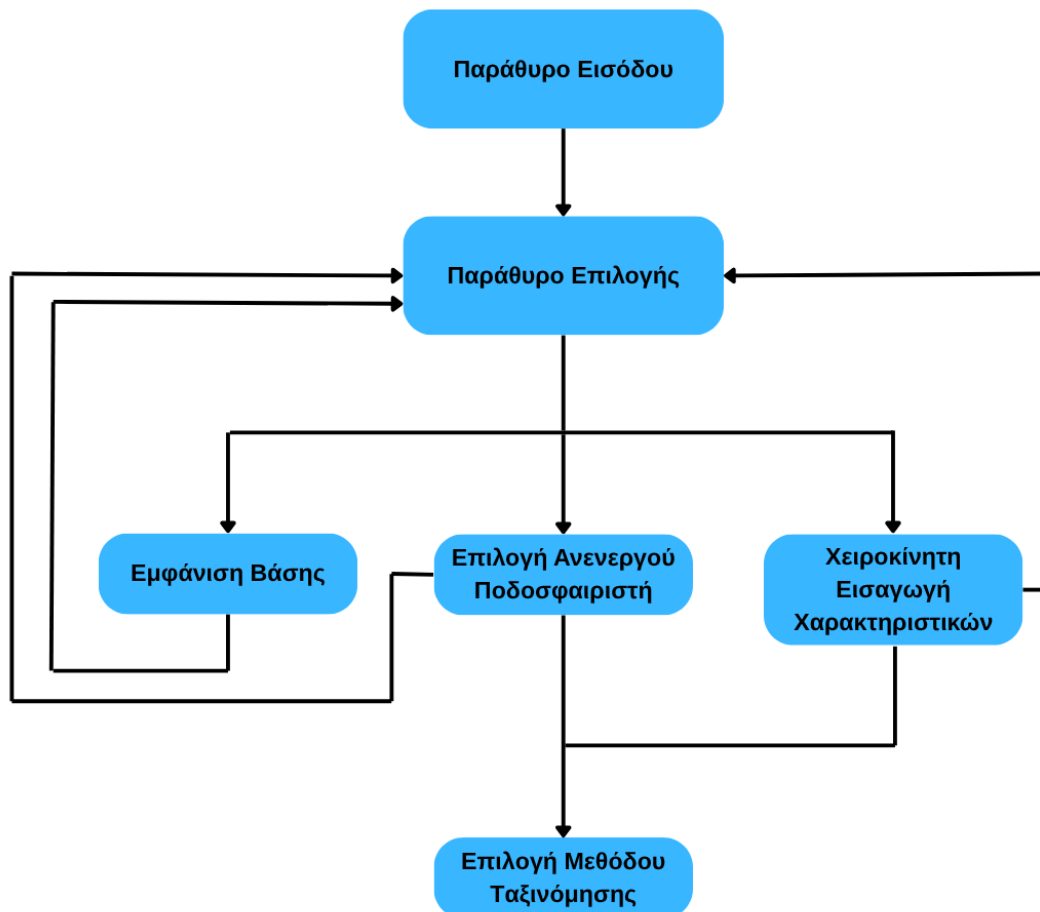 Παράθυρο Εισόδου
Παράθυρο Επιλογής
Εμφάνιση Βάσης
Επιλογή Ανενεργού
Ποδοσφαιριστή
Χειροκίνητη
Εισαγωγή
Χαρακτηριστικών
Επιλογή Μεθόδου
Ταξινόμησης